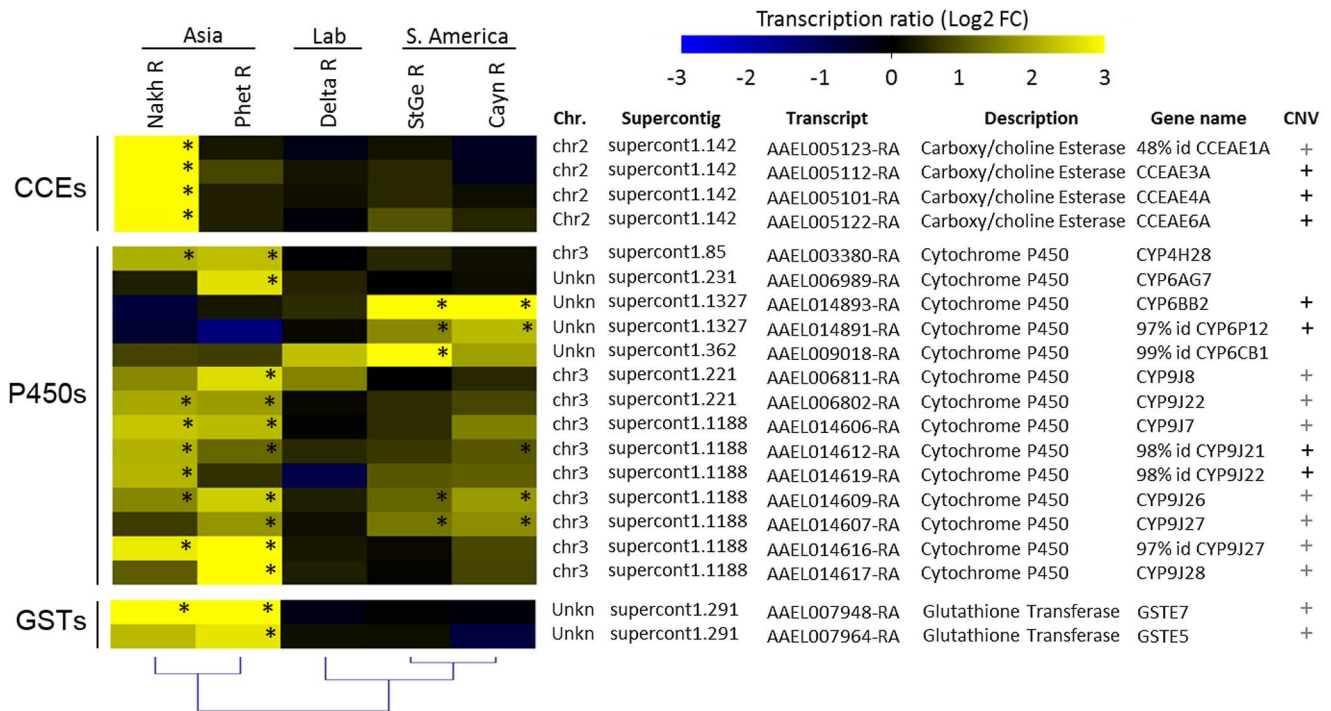 Transcription ratio (Log2 FC)
-3 -2 -1 0 1 2 3
Asia Lab S. America
Nakh R Phet R Delta R StGe R Cayn R
Chr. Supercontig Transcript Description Gene name CNV
CCEs
* chr2 supercont1.142 AAEL005123-RA Carboxy/choline Esterase 48% id CCEAE1A +
* chr2 supercont1.142 AAEL005112-RA Carboxy/choline Esterase CCEAE3A +
* chr2 supercont1.142 AAEL005101-RA Carboxy/choline Esterase CCEAE4A +
* Chr2 supercont1.142 AAEL005122-RA Carboxy/choline Esterase CCEAE6A +
P450s
* * chr3 supercont1.85 AAEL003380-RA Cytochrome P450 CYP4H28
* Unkn supercont1.231 AAEL006989-RA Cytochrome P450 CYP6AG7
* * Unkn supercont1.1327 AAEL014893-RA Cytochrome P450 CYP6BB2 +
* * Unkn supercont1.1327 AAEL014891-RA Cytochrome P450 97% id CYP6P12 +
* Unkn supercont1.362 AAEL009018-RA Cytochrome P450 99% id CYP6CB1
* chr3 supercont1.221 AAEL006811-RA Cytochrome P450 CYP9J8 +
* * chr3 supercont1.221 AAEL006802-RA Cytochrome P450 CYP9J22 +
* * chr3 supercont1.1188 AAEL014606-RA Cytochrome P450 CYP9J7 +
* * * chr3 supercont1.1188 AAEL014612-RA Cytochrome P450 98% id CYP9J21 +
* chr3 supercont1.1188 AAEL014619-RA Cytochrome P450 98% id CYP9J22 +
* * * * chr3 supercont1.1188 AAEL014609-RA Cytochrome P450 CYP9J26 +
* * * chr3 supercont1.1188 AAEL014607-RA Cytochrome P450 CYP9J27 +
* * chr3 supercont1.1188 AAEL014616-RA Cytochrome P450 97% id CYP9J27 +
* chr3 supercont1.1188 AAEL014617-RA Cytochrome P450 CYP9J28 +
GSTs
* * Unkn supercont1.291 AAEL007948-RA Glutathione Transferase GSTE7 +
* Unkn supercont1.291 AAEL007964-RA Glutathione Transferase GSTE5 +